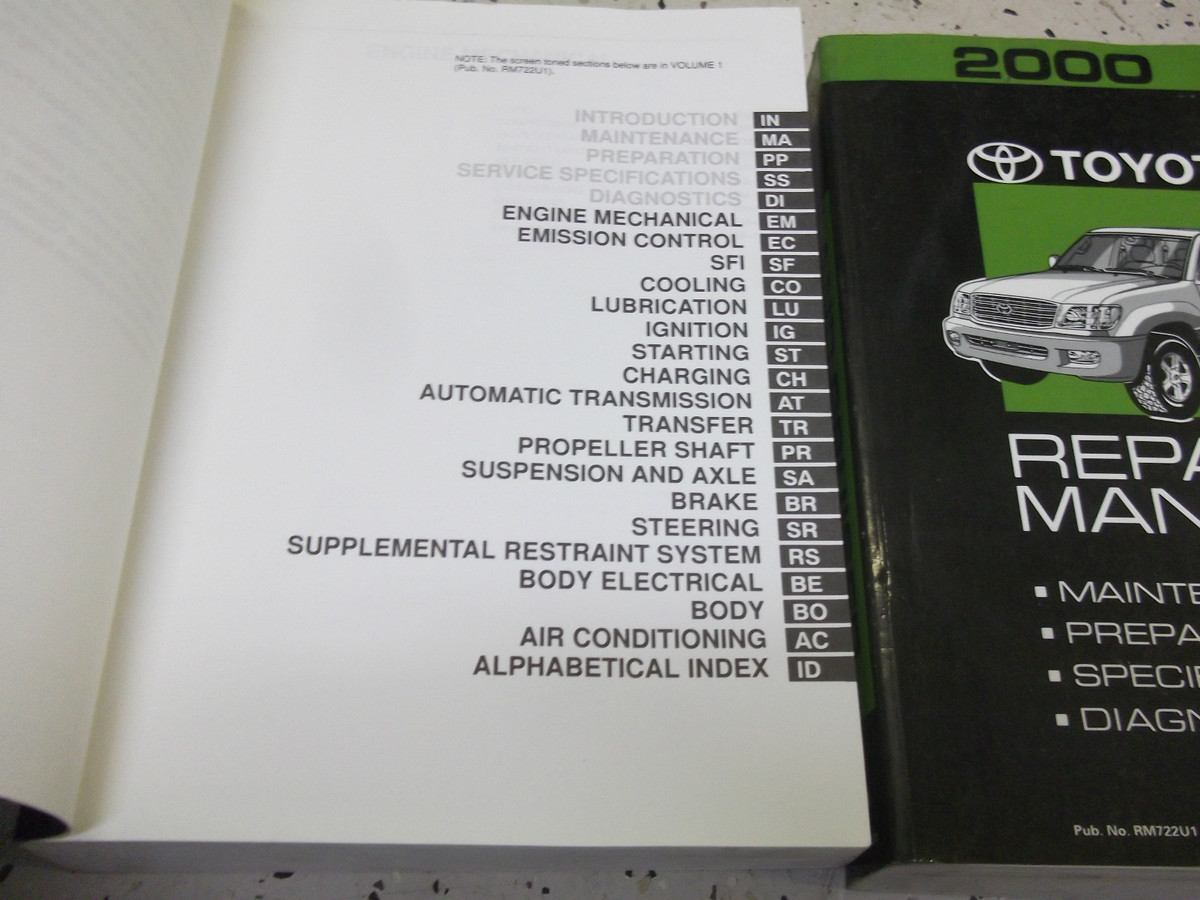 NOTE: The screen toned sections below are in VOLUME 1
(Pub. No. RM722U1).
INTRODUCTION IN
MAINTENANCE MA
PREPARATION PP
SERVICE SPECIFICATIONS SS
DIAGNOSTICS DI
ENGINE MECHANICAL EM
EMISSION CONTROL EC
SFI SF
COOLING CO
LUBRICATION LU
IGNITION IG
STARTING ST
CHARGING CH
AUTOMATIC TRANSMISSION AT
TRANSFER TR
PROPELLER SHAFT PR
SUSPENSION AND AXLE SA
BRAKE BR
STEERING SR
SUPPLEMENTAL RESTRAINT SYSTEM RS
BODY ELECTRICAL BE
BODY BO
AIR CONDITIONING AC
ALPHABETICAL INDEX ID
2000
TOYOT
REPA
MAN
▪ MAINTE
▪ PREPA
▪ SPECIF
▪ DIAGN
Pub. No. RM722U1